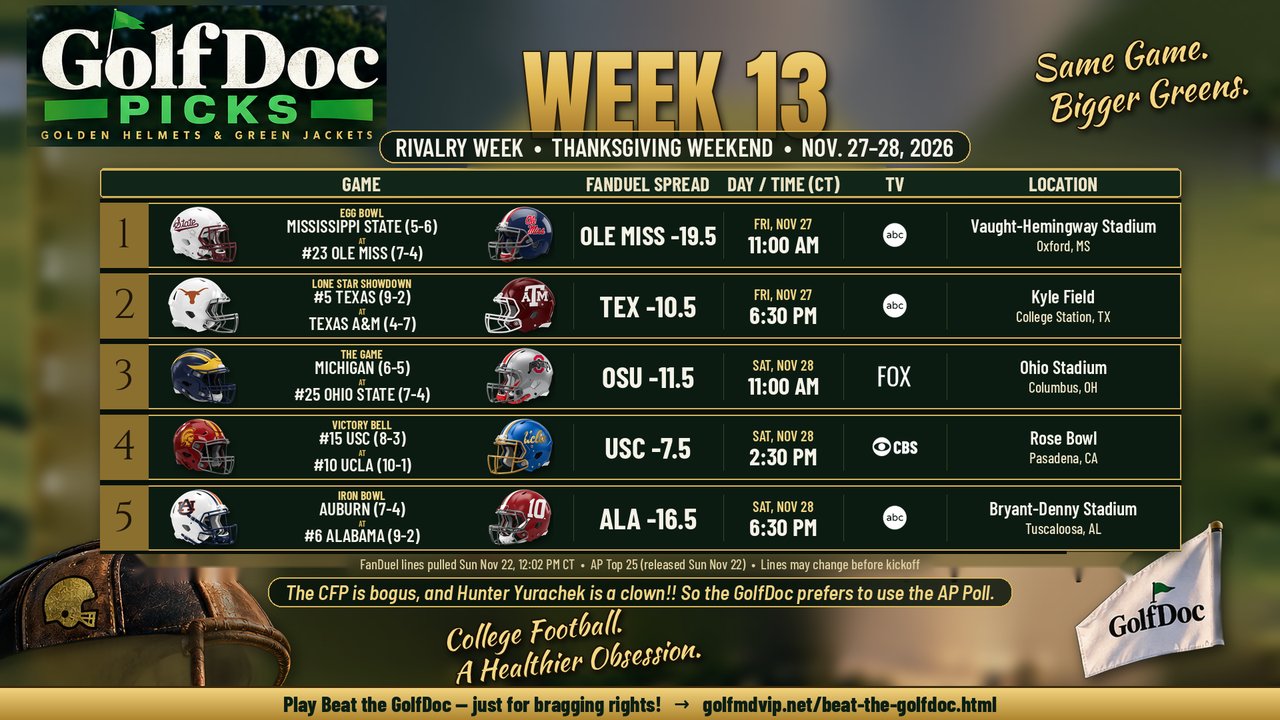 GolfDoc
PICKS
GOLDEN HELMETS & GREEN JACKETS
WEEK 13
Same Game.
Bigger Greens.
RIVALRY WEEK • THANKSGIVING WEEKEND • NOV. 27–28, 2026
GAME FANDUEL SPREAD DAY / TIME (CT) TV LOCATION
1
State
EGG BOWL
MISSISSIPPI STATE (5-6)
AT
#23 OLE MISS (7-4)
Ole Miss
OLE MISS -19.5
FRI, NOV 27
11:00 AM
abc
Vaught-Hemingway Stadium
Oxford, MS
2
LONE STAR SHOWDOWN
#5 TEXAS (9-2)
AT
TEXAS A&M (4-7)
ATM
TEX -10.5
FRI, NOV 27
6:30 PM
abc
Kyle Field
College Station, TX
3
THE GAME
MICHIGAN (6-5)
AT
#25 OHIO STATE (7-4)
OSU -11.5
SAT, NOV 28
11:00 AM
FOX
Ohio Stadium
Columbus, OH
4
VICTORY BELL
#15 USC (8-3)
AT
#10 UCLA (10-1)
ucla
USC -7.5
SAT, NOV 28
2:30 PM
CBS
Rose Bowl
Pasadena, CA
5
AU
IRON BOWL
AUBURN (7-4)
AT
#6 ALABAMA (9-2)
10
ALA -16.5
SAT, NOV 28
6:30 PM
abc
Bryant-Denny Stadium
Tuscaloosa, AL
FanDuel lines pulled Sun Nov 22, 12:02 PM CT • AP Top 25 (released Sun Nov 22) • Lines may change before kickoff
The CFP is bogus, and Hunter Yurachek is a clown!! So the GolfDoc prefers to use the AP Poll.
College Football.
A Healthier Obsession.
GolfDoc
Play Beat the GolfDoc — just for bragging rights! → golfmdvip.net/beat-the-golfdoc.html